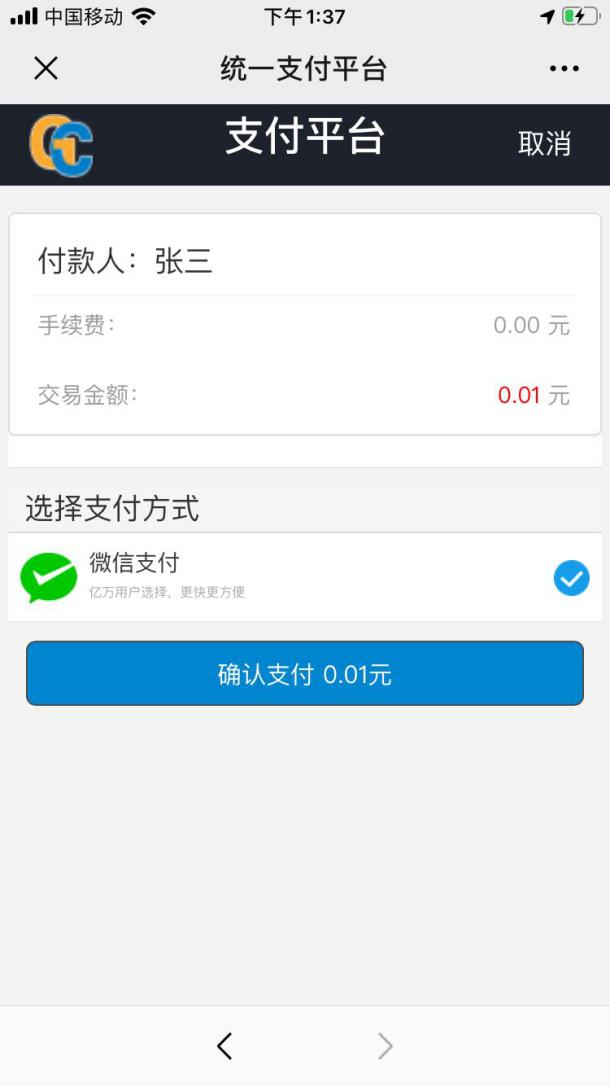 中国移动 下午1:37
统一支付平台
支付平台 取消
付款人：张三
手续费： 0.00 元
交易金额： 0.01 元
选择支付方式
微信支付
亿万用户选择，更快更方便
确认支付 0.01元